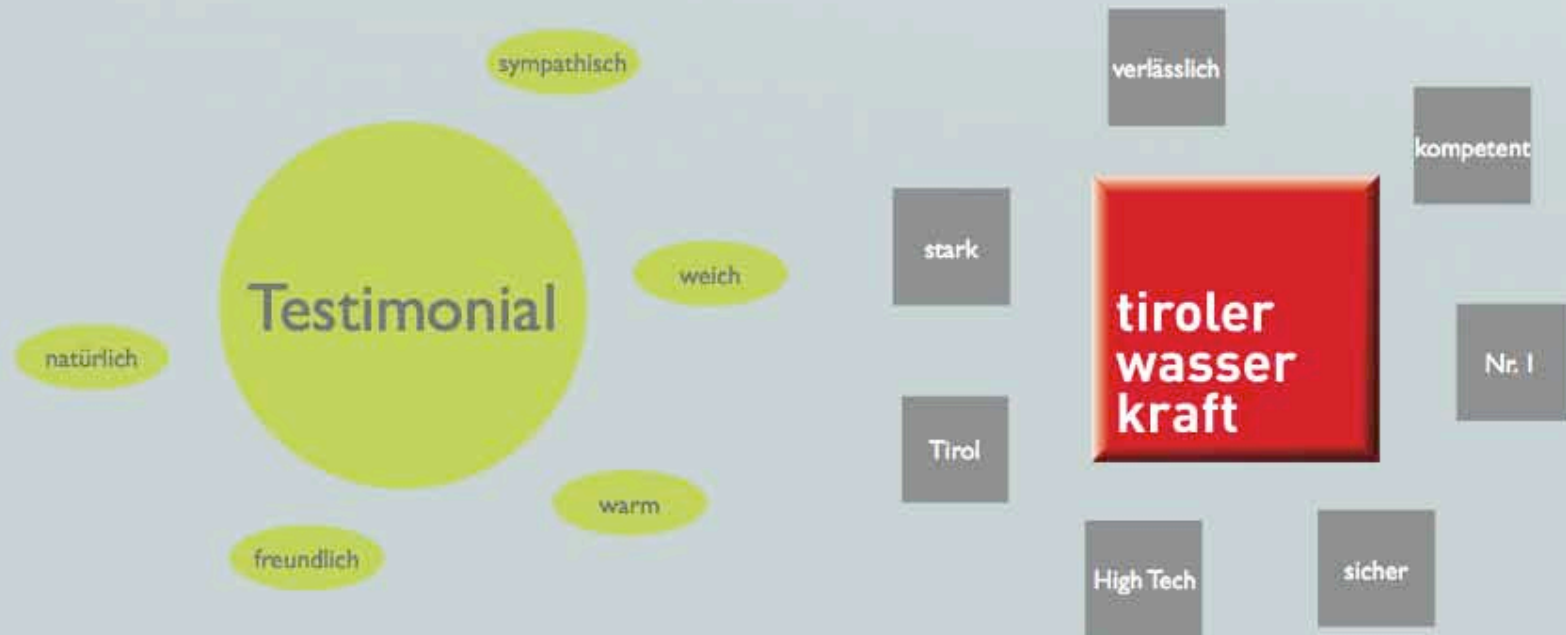 sympathisch
Testimonial
weich
natürlich
warm
freundlich
verlässlich
kompetent
stark
tiroler
wasser
kraft
Nr. 1
Tirol
High Tech
sicher